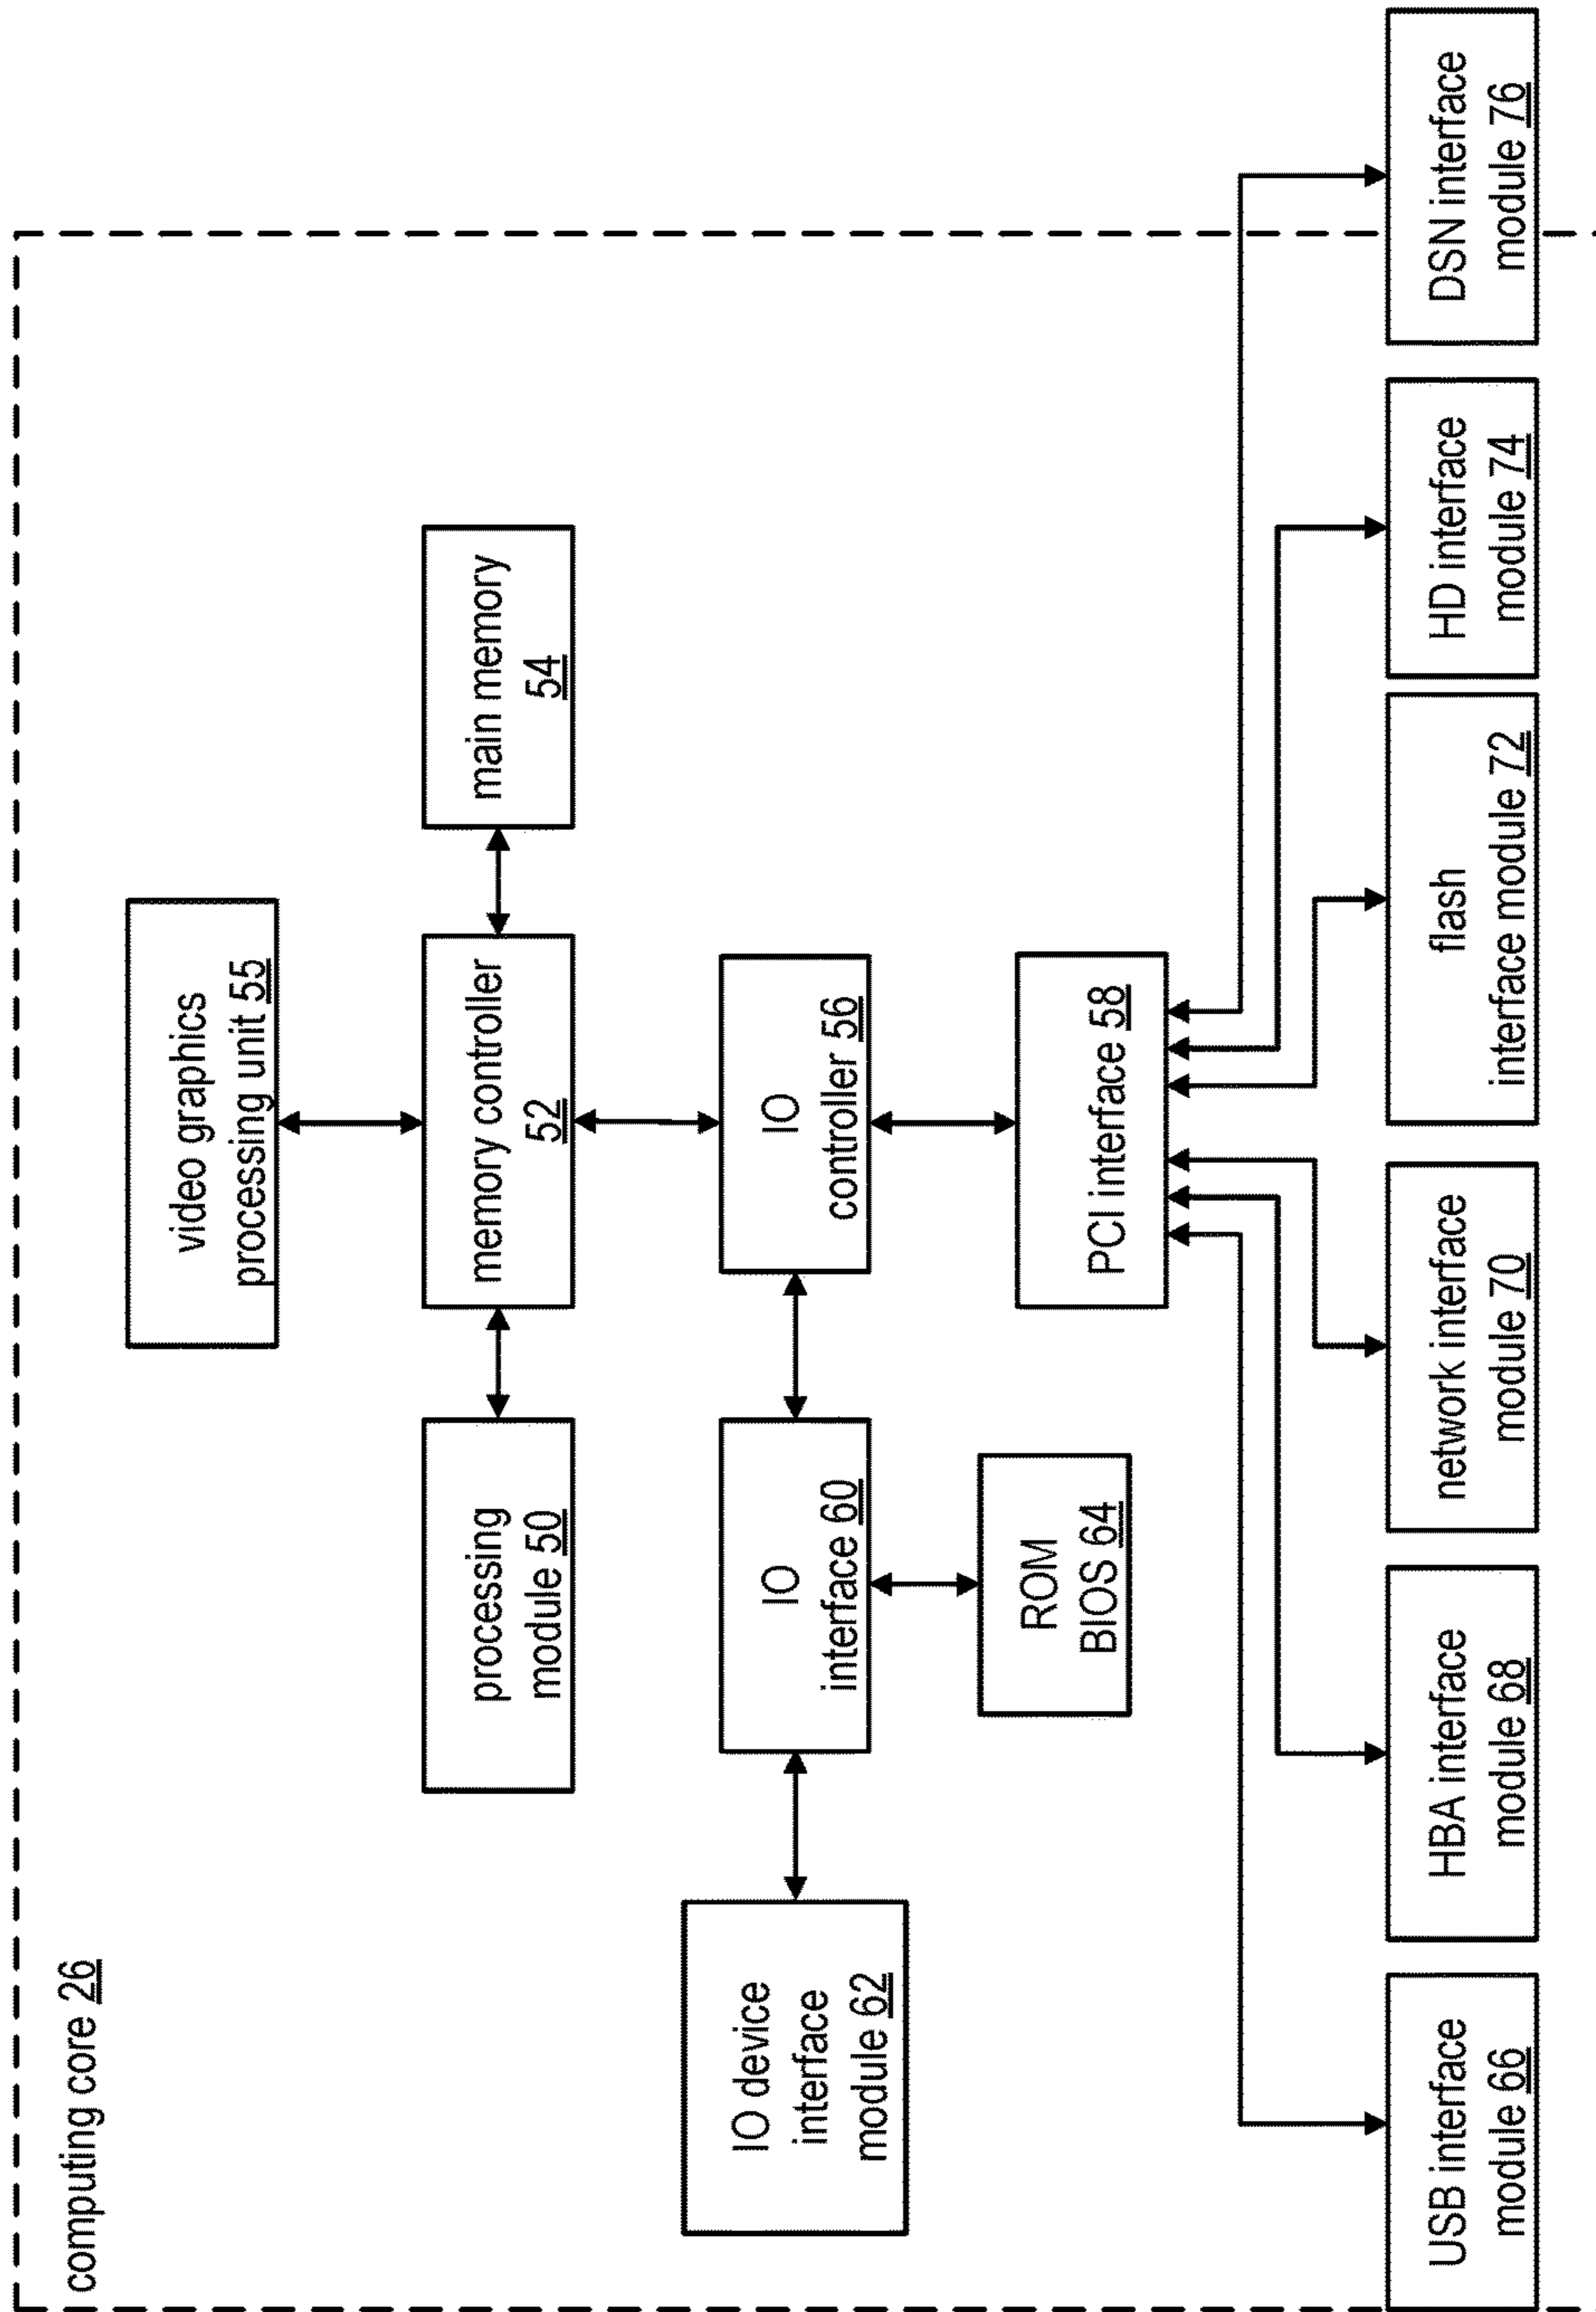 computing core 26
video graphics
processing unit 55
processing
module 50
memory controller
52
main memory
54
IO device
interface
module 62
IO
interface 60
IO
controller 56
ROM
BIOS 64
PCI interface 58
USB interface
module 66
HBA interface
module 68
network interface
module 70
flash
interface module 72
HD interface
module 74
DSN interface
module 76